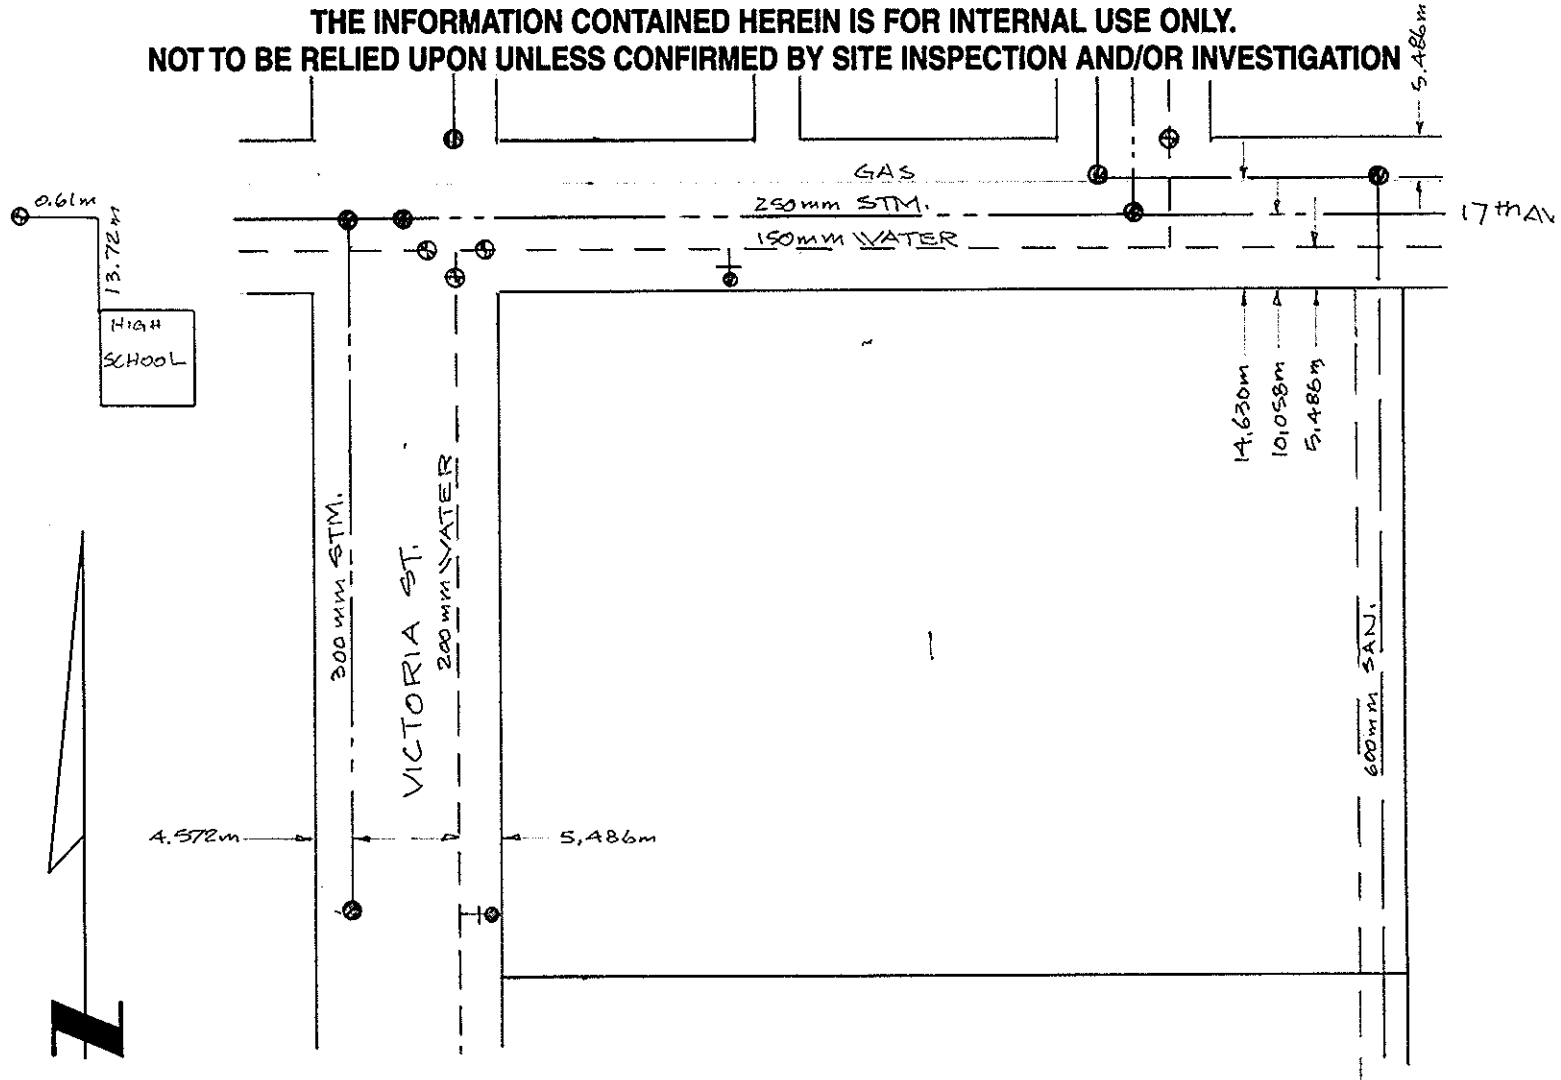 THE INFORMATION CONTAINED HEREIN IS FOR INTERNAL USE ONLY.
NOT TO BE RELIED UPON UNLESS CONFIRMED BY SITE INSPECTION AND/OR INVESTIGATION
5.486m
GAS
0.61m
250mm STM.
17th AV
150mm WATER
13.72m
HIGH
SCHOOL
14.630m
10.058m
5.486m
300mm STM.
VICTORIA ST.
200mm WATER
600mm SAN.
4.572m
5.486m
N